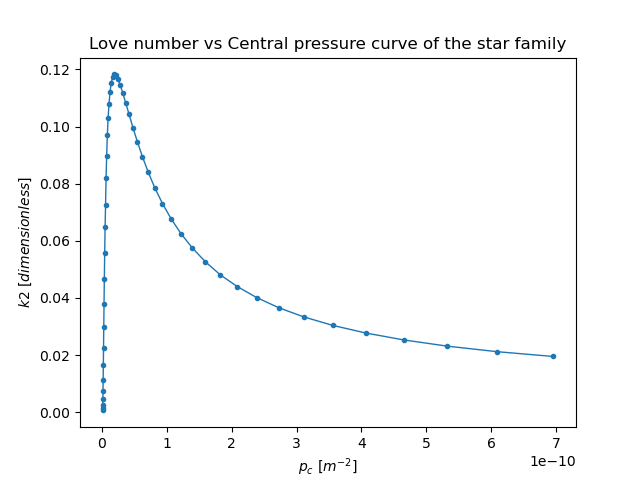 Love number vs Central pressure curve of the star family
k2 [dimensionless]
0.12
0.10
0.08
0.06
0.04
0.02
0.00
0 1 2 3 4 5 6 7
1e−10
p_c [m^{-2}]